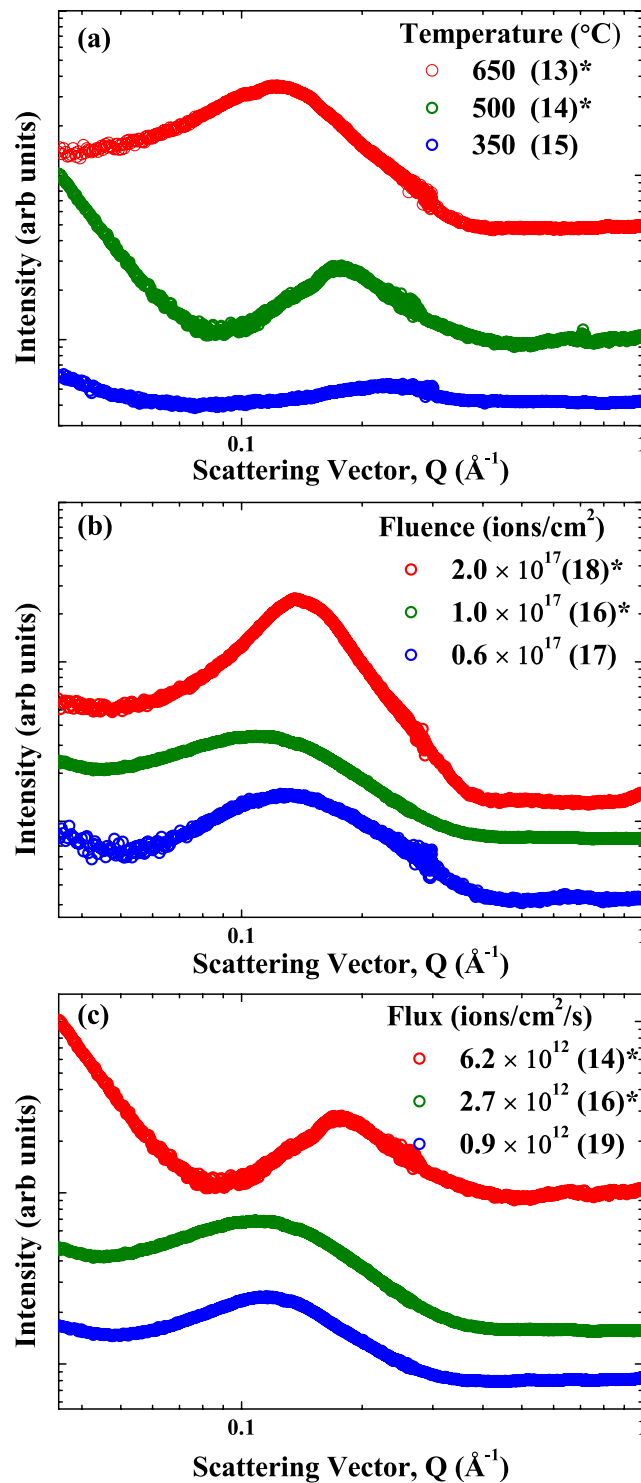 (a)
Temperature (°C)
650 (13)*
500 (14)*
350 (15)
Intensity (arb units)
0.1
1
Scattering Vector, Q (Å⁻¹)
(b)
Fluence (ions/cm²)
2.0 × 10¹⁷(18)*
1.0 × 10¹⁷ (16)*
0.6 × 10¹⁷ (17)
Intensity (arb units)
0.1
1
Scattering Vector, Q (Å⁻¹)
(c)
Flux (ions/cm²/s)
6.2 × 10¹² (14)*
2.7 × 10¹² (16)*
0.9 × 10¹² (19)
Intensity (arb units)
0.1
1
Scattering Vector, Q (Å⁻¹)